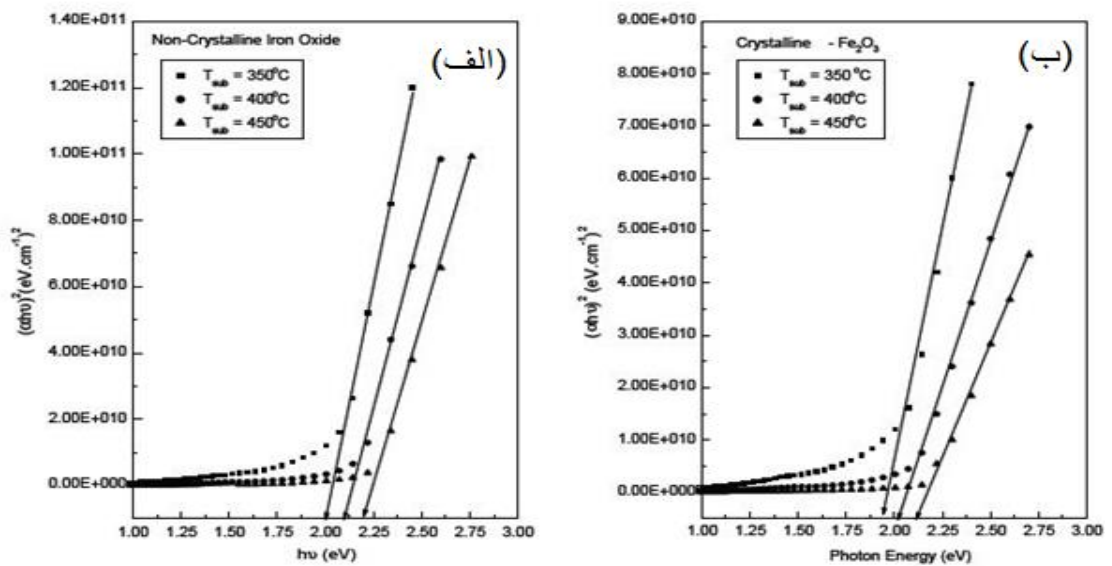 Non-Crystalline Iron Oxide
(الف)
T_sub = 350°C
T_sub = 400°C
T_sub = 450°C
1.40E+011
1.20E+011
1.00E+011
8.00E+010
6.00E+010
4.00E+010
2.00E+010
0.00E+000
(αhυ)² (eV.cm⁻¹)²
1.00 1.25 1.50 1.75 2.00 2.25 2.50 2.75 3.00
hυ (eV)
Crystalline - Fe₂O₃
(ب)
T_sub = 350 °C
T_sub = 400°C
T_sub = 450°C
9.00E+010
8.00E+010
7.00E+010
6.00E+010
5.00E+010
4.00E+010
3.00E+010
2.00E+010
1.00E+010
0.00E+000
(αhυ)² (eV.cm⁻¹)²
1.00 1.25 1.50 1.75 2.00 2.25 2.50 2.75 3.00
Photon Energy (eV)